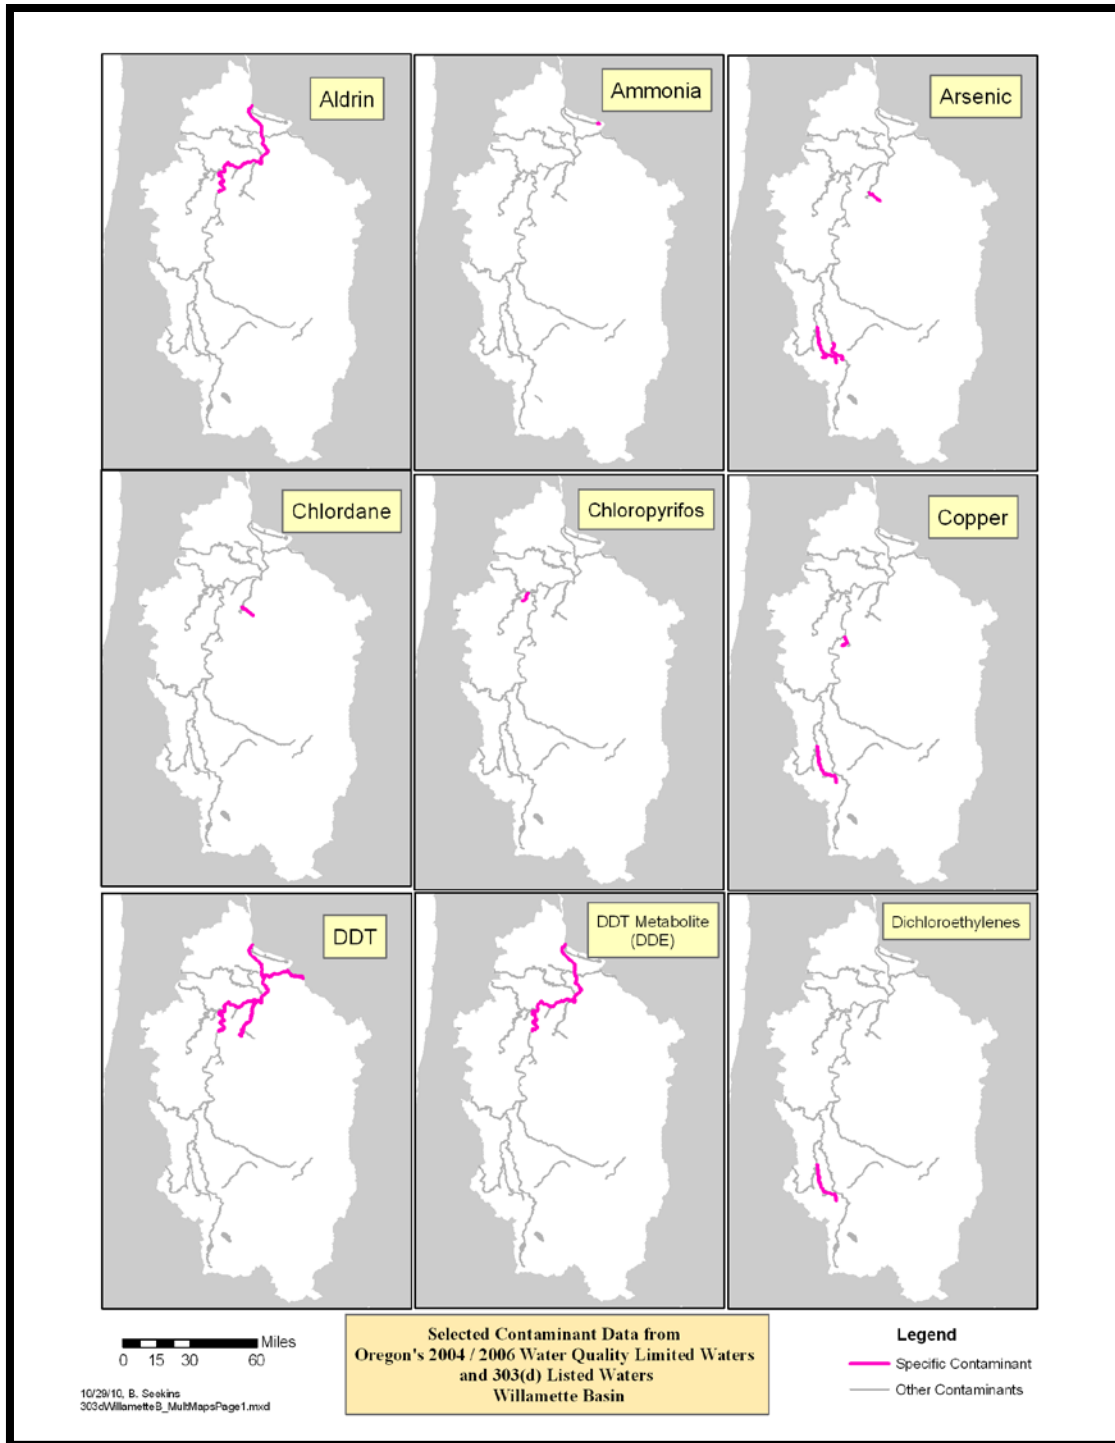 Aldrin
Ammonia
Arsenic
Chlordane
Chloropyrifos
Copper
DDT
DDT Metabolite
(DDE)
Dichloroethylenes
Miles
0 15 30 60
10/29/10, B. Seekins
303dWillametteB_MultMapsPage1.mxd
Selected Contaminant Data from
Oregon's 2004 / 2006 Water Quality Limited Waters
and 303(d) Listed Waters
Willamette Basin
Legend
Specific Contaminant
Other Contaminants